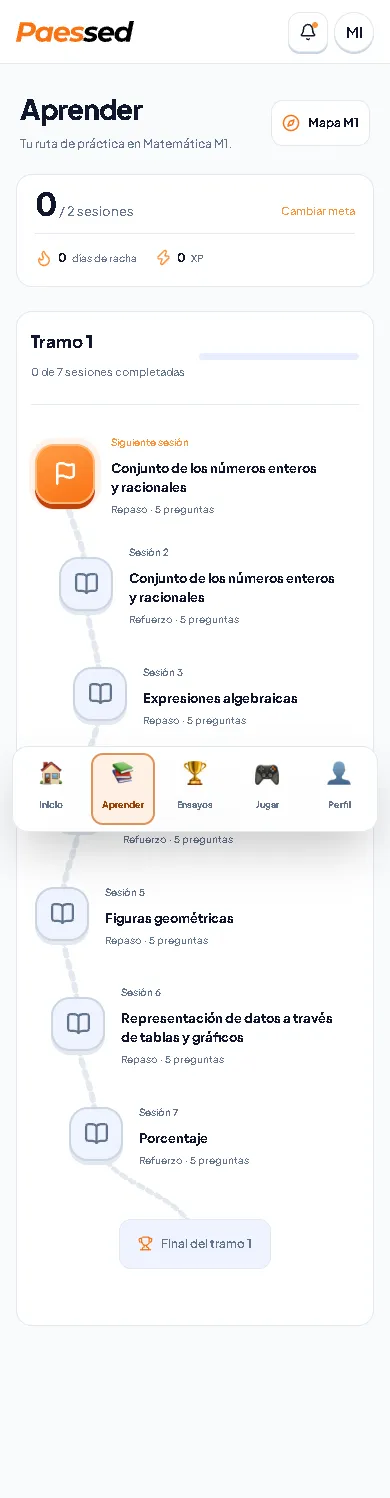 Paessed
MI
Aprender
Tu ruta de práctica en Matemática M1.
Mapa M1
0 / 2 sesiones
Cambiar meta
0 días de racha
0 XP
Tramo 1
0 de 7 sesiones completadas
Siguiente sesión
Conjunto de los números enteros
y racionales
Repaso · 5 preguntas
Sesión 2
Conjunto de los números enteros
y racionales
Refuerzo · 5 preguntas
Sesión 3
Expresiones algebraicas
Repaso · 5 preguntas
Inicio
Aprender
Ensayos
Jugar
Perfil
Refuerzo · 5 preguntas
Sesión 5
Figuras geométricas
Repaso · 5 preguntas
Sesión 6
Representación de datos a través
de tablas y gráficos
Repaso · 5 preguntas
Sesión 7
Porcentaje
Refuerzo · 5 preguntas
Final del tramo 1